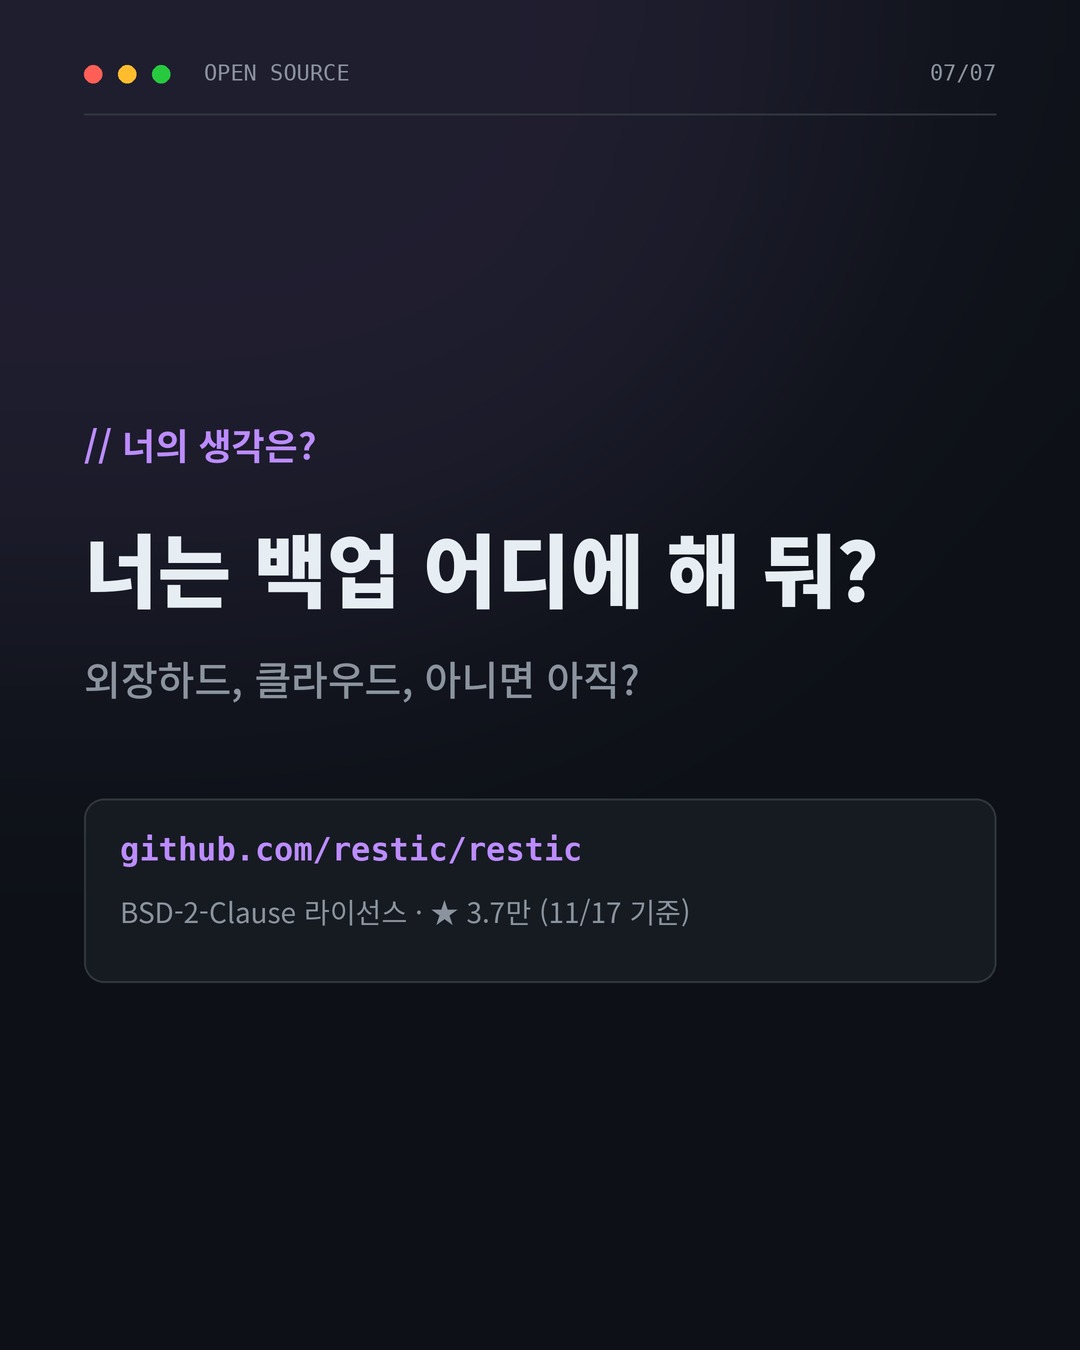 OPEN SOURCE
07/07
// 너의 생각은?
너는 백업 어디에 해 둬?
외장하드, 클라우드, 아니면 아직?
github.com/restic/restic
BSD-2-Clause 라이선스 · ★ 3.7만 (11/17 기준)